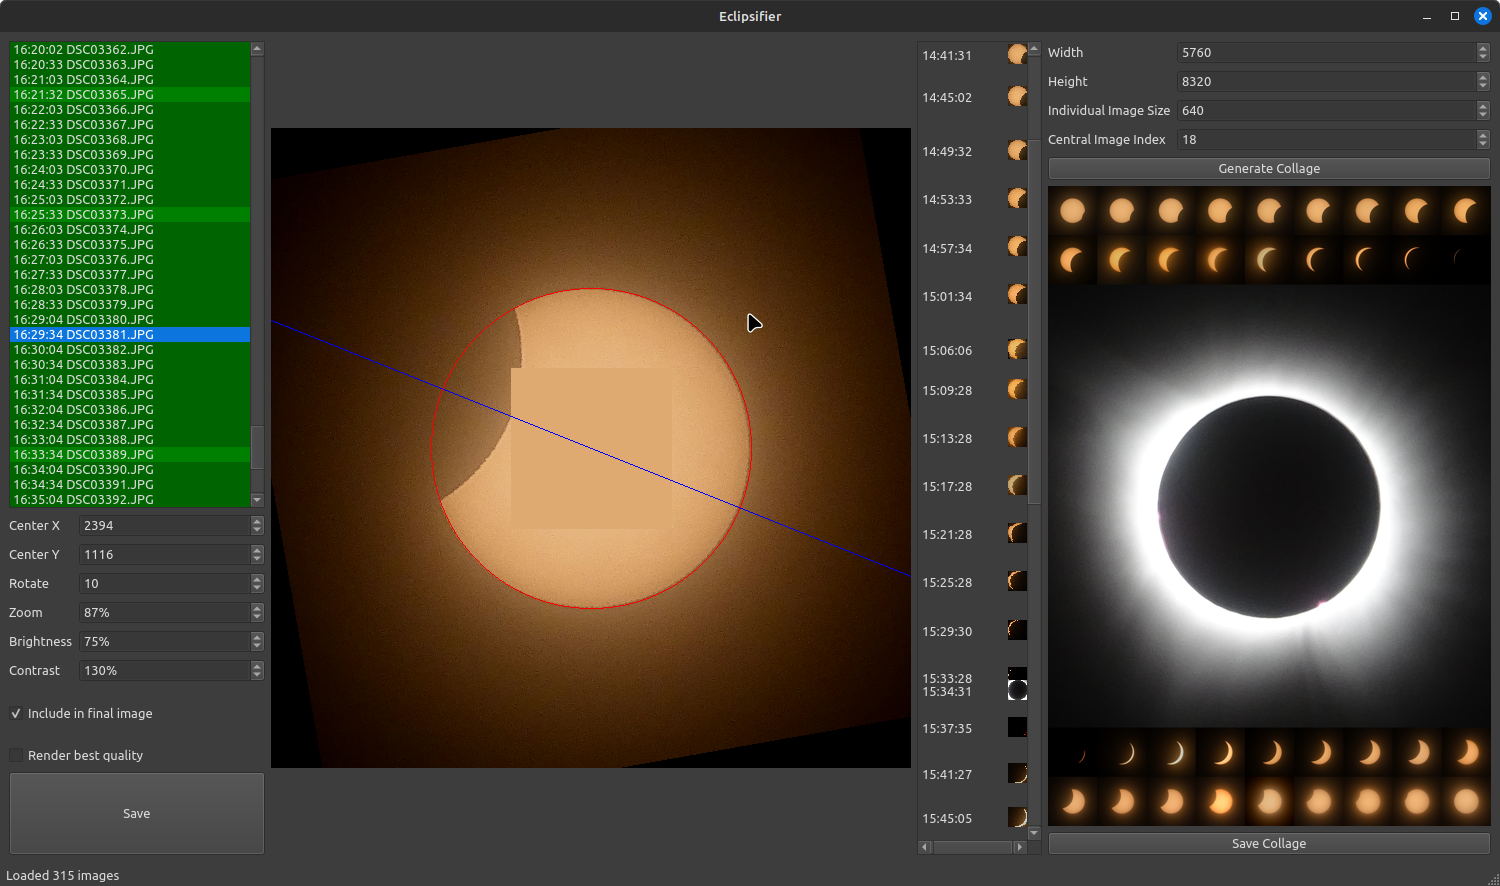 Eclipsifier
16:20:02 DSC03362.JPG
16:20:33 DSC03363.JPG
16:21:03 DSC03364.JPG
16:21:32 DSC03365.JPG
16:22:03 DSC03366.JPG
16:22:33 DSC03367.JPG
16:23:03 DSC03368.JPG
16:23:33 DSC03369.JPG
16:24:03 DSC03370.JPG
16:24:33 DSC03371.JPG
16:25:03 DSC03372.JPG
16:25:33 DSC03373.JPG
16:26:03 DSC03374.JPG
16:26:33 DSC03375.JPG
16:27:03 DSC03376.JPG
16:27:33 DSC03377.JPG
16:28:03 DSC03378.JPG
16:28:33 DSC03379.JPG
16:29:04 DSC03380.JPG
16:29:34 DSC03381.JPG
16:30:04 DSC03382.JPG
16:30:34 DSC03383.JPG
16:31:04 DSC03384.JPG
16:31:34 DSC03385.JPG
16:32:04 DSC03386.JPG
16:32:34 DSC03387.JPG
16:33:04 DSC03388.JPG
16:33:34 DSC03389.JPG
16:34:04 DSC03390.JPG
16:34:34 DSC03391.JPG
16:35:04 DSC03392.JPG
Center X 2394
Center Y 1116
Rotate 10
Zoom 87%
Brightness 75%
Contrast 130%
Include in final image
Render best quality
Save
Loaded 315 images
14:41:31
14:45:02
14:49:32
14:53:33
14:57:34
15:01:34
15:06:06
15:09:28
15:13:28
15:17:28
15:21:28
15:25:28
15:29:30
15:33:28
15:34:31
15:37:35
15:41:27
15:45:05
Width 5760
Height 8320
Individual Image Size 640
Central Image Index 18
Generate Collage
Save Collage